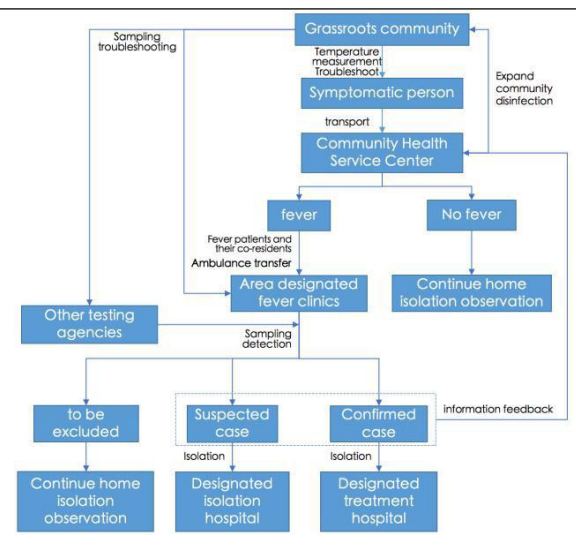 Grassroots community
Sampling
troubleshooting
Temperature
measurement
Troubleshoot
Expand
community
disinfection
Symptomatic person
transport
Community Health
Service Center
fever
No fever
Fever patients and
their co-residents
Ambulance transfer
Area designated
fever clinics
Continue home
isolation observation
Other testing
agencies
Sampling
detection
to be
excluded
Suspected
case
Confirmed
case
information feedback
Isolation
Isolation
Continue home
isolation
observation
Designated
isolation
hospital
Designated
treatment
hospital